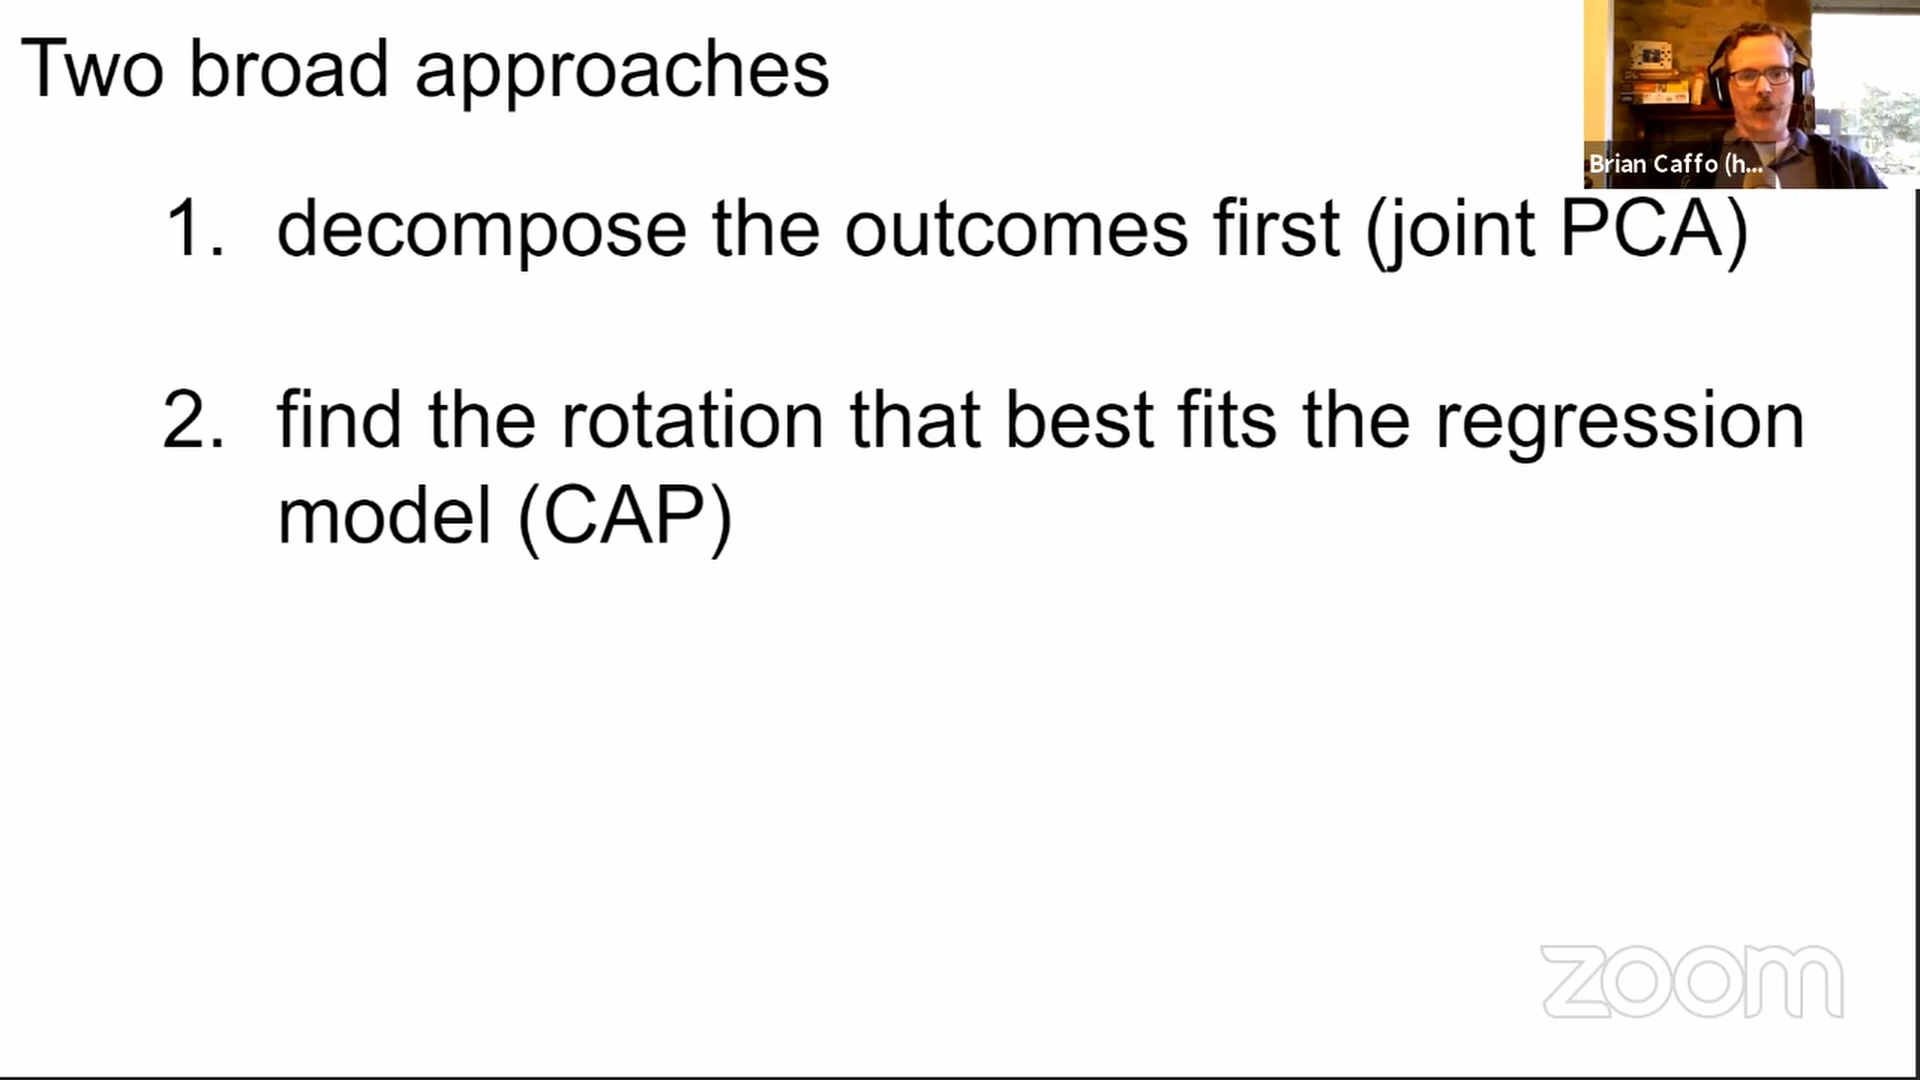 Two broad approaches
Brian Caffo (h...
1. decompose the outcomes first (joint PCA)
2. find the rotation that best fits the regression
model (CAP)
zoom